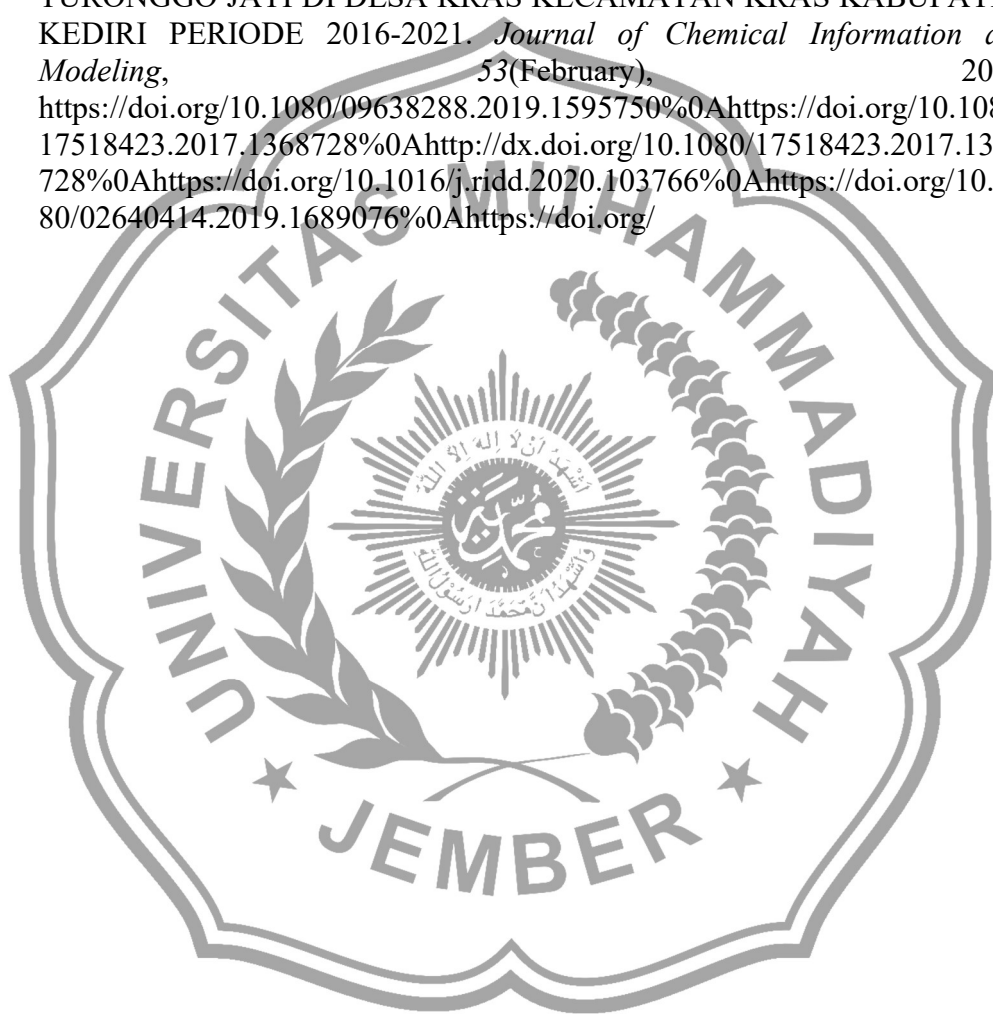 TURONGGO JATI DI DESA KRAS KECAMATAN KRAS KABUPAT
KEDIRI PERIODE 2016-2021. Journal of Chemical Information a
Modeling, 53(February), 20
https://doi.org/10.1080/09638288.2019.1595750%0Ahttps://doi.org/10.108
17518423.2017.1368728%0Ahttp://dx.doi.org/10.1080/17518423.2017.13
728%0Ahttps://doi.org/10.1016/j.ridd.2020.103766%0Ahttps://doi.org/10.
80/02640414.2019.1689076%0Ahttps://doi.org/
UNIVERSITAS MUHAMMADIYAH
اَشْهَدُ اَنْ لَا اِلٰهَ اِلَّا اللهُ
مُحَمَّد
وَاَشْهَدُ اَنَّ مُحَمَّدًا رَسُوْلُ اللهِ
JEMBER